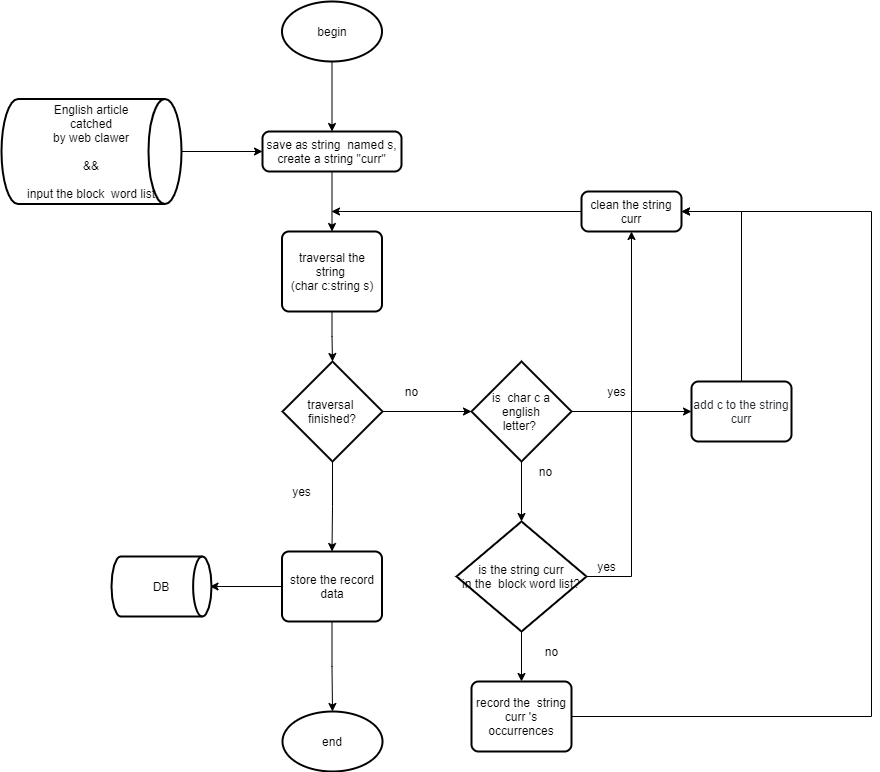 begin
English article
catched
by web clawer
&&
input the block word list
save as string named s,
create a string "curr"
clean the string
curr
traversal the
string
(char c:string s)
traversal
finished?
no
is char c a
english
letter?
yes
add c to the string
curr
no
yes
is the string curr
in the block word list?
yes
no
store the record
data
DB
record the string
curr 's
occurrences
end